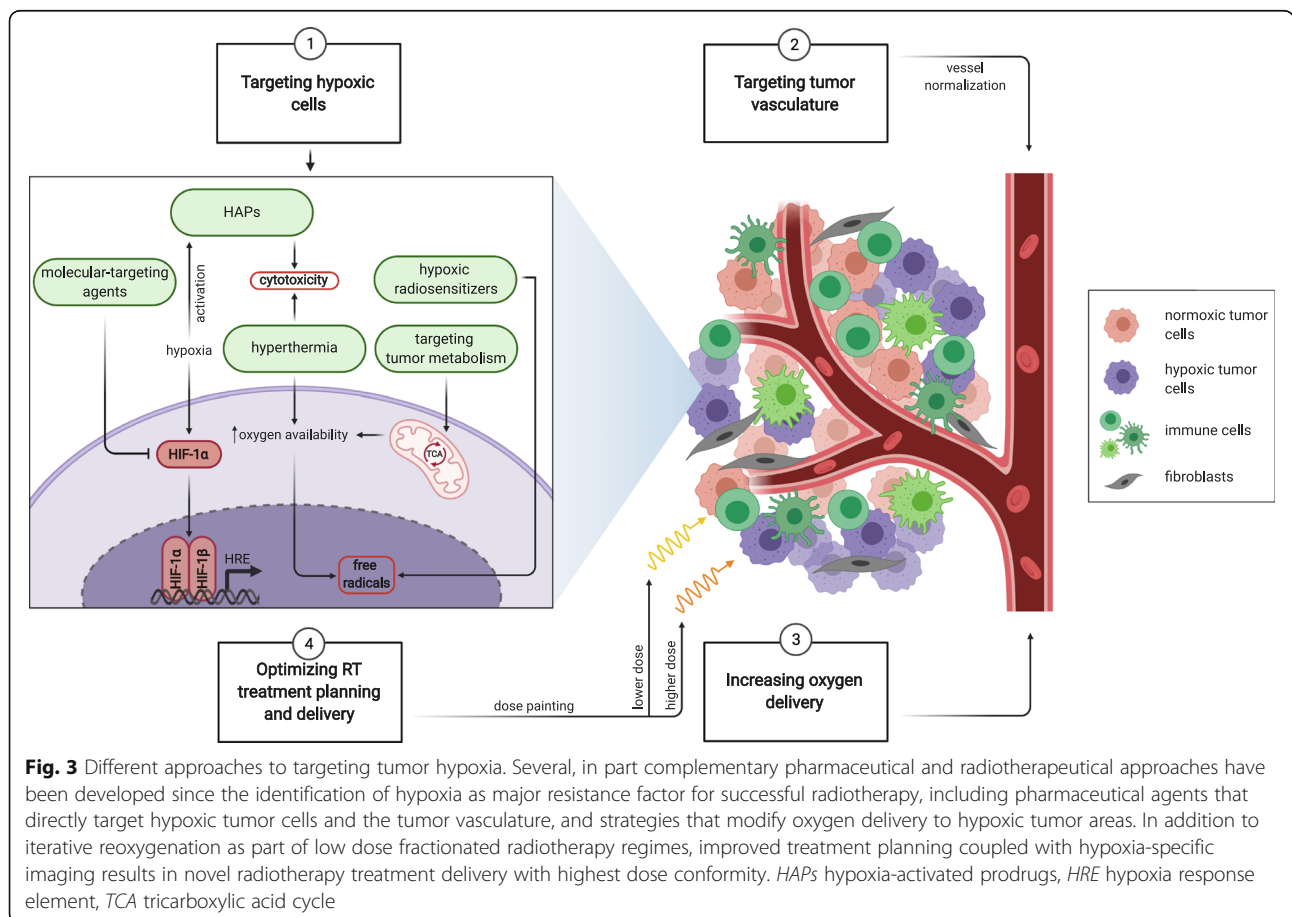 1
Targeting hypoxic
cells
2
Targeting tumor
vasculature
vessel
normalization
HAPs
molecular-targeting
agents
activation
cytotoxicity
hypoxic
radiosensitizers
hypoxia
hyperthermia
targeting
tumor metabolism
↑ oxygen availability
TCA
HIF-1α
HIF-1α
HIF-1β
HRE
free
radicals
normoxic tumor
cells
hypoxic tumor
cells
immune cells
fibroblasts
4
Optimizing RT
treatment planning
and delivery
dose painting
lower dose
higher dose
3
Increasing oxygen
delivery
Fig. 3 Different approaches to targeting tumor hypoxia. Several, in part complementary pharmaceutical and radiotherapeutical approaches have
been developed since the identification of hypoxia as major resistance factor for successful radiotherapy, including pharmaceutical agents that
directly target hypoxic tumor cells and the tumor vasculature, and strategies that modify oxygen delivery to hypoxic tumor areas. In addition to
iterative reoxygenation as part of low dose fractionated radiotherapy regimes, improved treatment planning coupled with hypoxia-specific
imaging results in novel radiotherapy treatment delivery with highest dose conformity. HAPs hypoxia-activated prodrugs, HRE hypoxia response
element, TCA tricarboxylic acid cycle